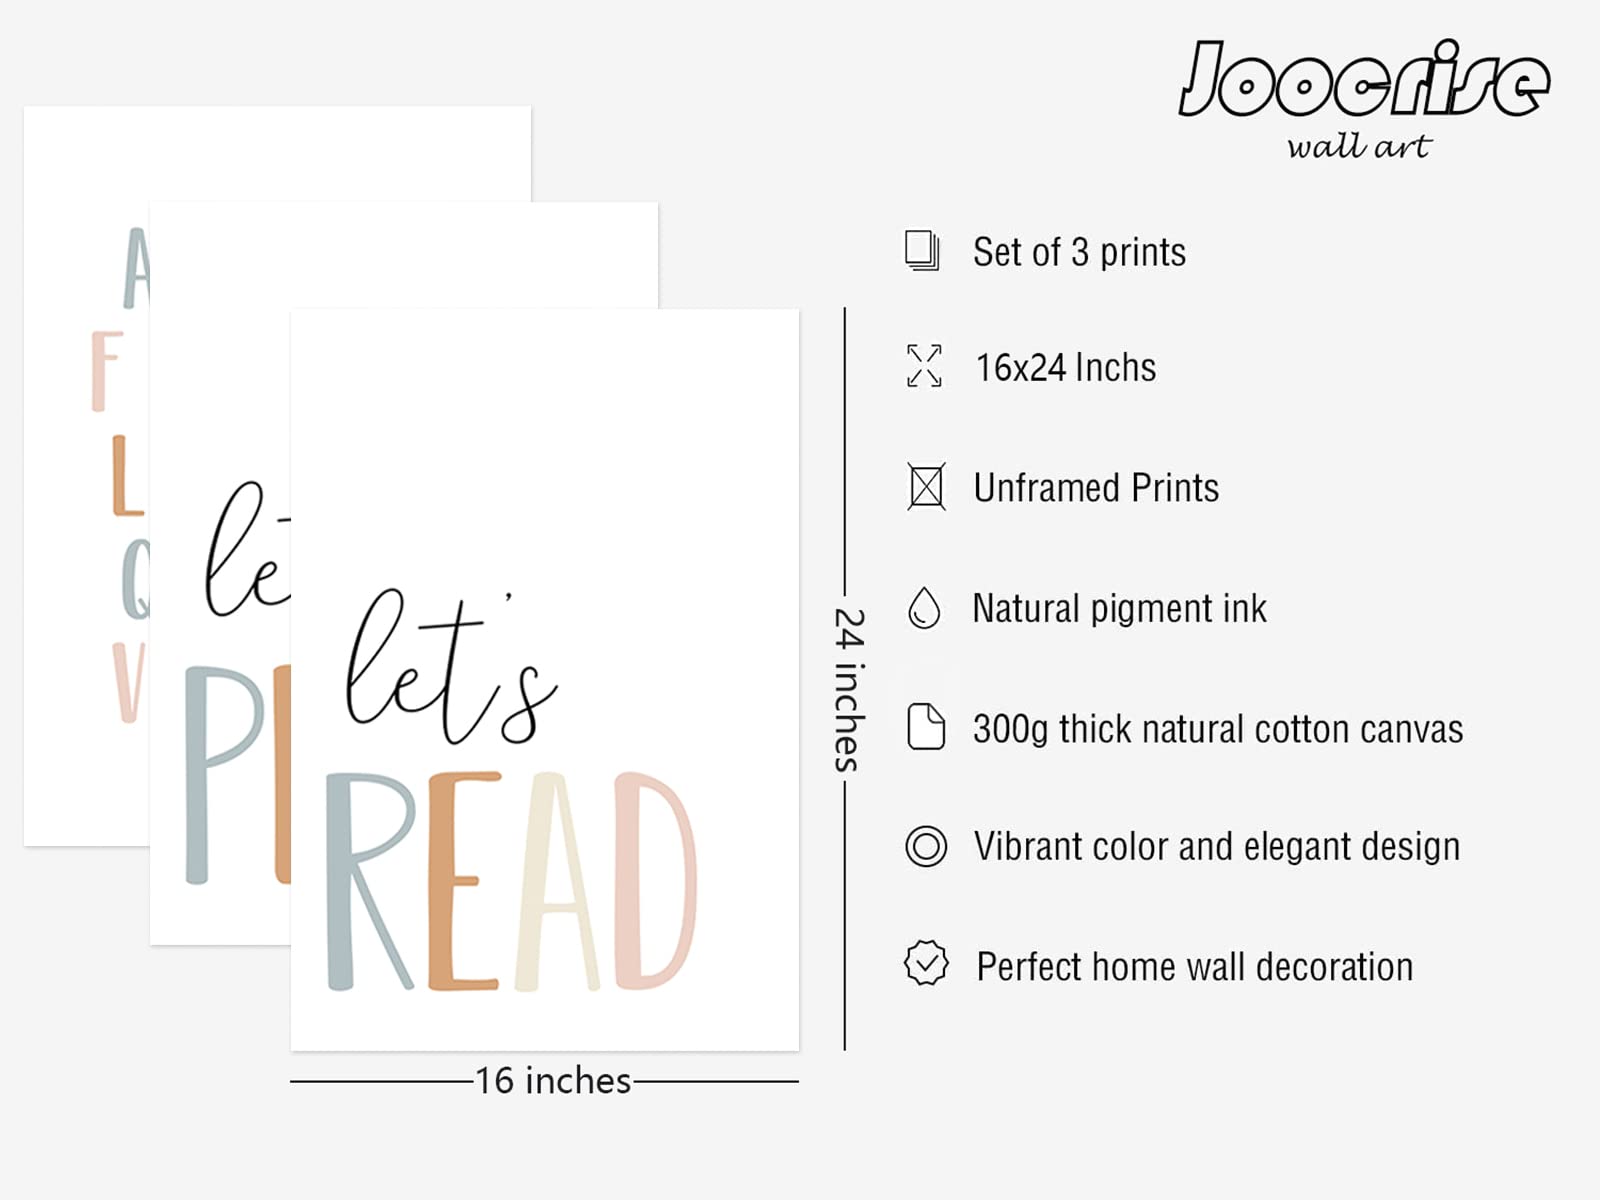 Joocrise
wall art
A
F
L
Q
V
le
P
let's
READ
24 inches
16 inches
Set of 3 prints
16x24 Inchs
Unframed Prints
Natural pigment ink
300g thick natural cotton canvas
Vibrant color and elegant design
Perfect home wall decoration